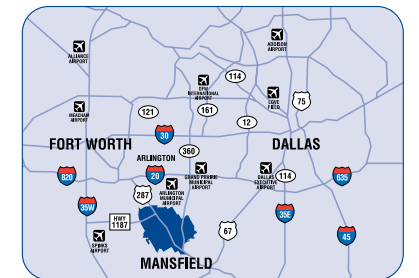 ALLIANCE
AIRPORT
ADDISON
AIRPORT
DFW
INTERNATIONAL
AIRPORT
114
LOVE
FIELD
75
MEACHAM
AIRPORT
121
161
12
30
FORT WORTH
DALLAS
360
ARLINGTON
820
20
GRAND PRAIRIE
MUNICIPAL
AIRPORT
DALLAS
EXECUTIVE
AIRPORT
114
635
287
ARLINGTON
MUNICIPAL
AIRPORT
35W
35E
HWY
1187
67
45
SPINKS
AIRPORT
MANSFIELD